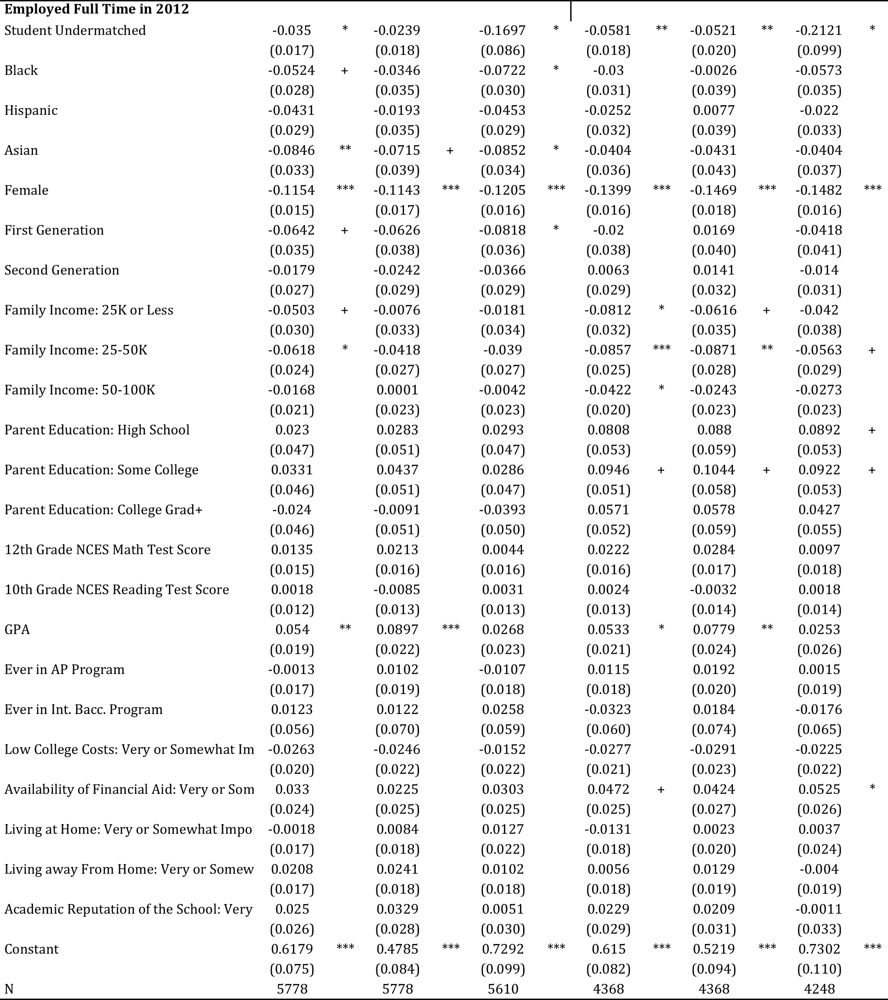 Employed Full Time in 2012
Student Undermatched -0.035 * -0.0239 -0.1697 * -0.0581 ** -0.0521 ** -0.2121 *
(0.017) (0.018) (0.086) (0.018) (0.020) (0.099)
Black -0.0524 + -0.0346 -0.0722 * -0.03 -0.0026 -0.0573
(0.028) (0.035) (0.030) (0.031) (0.039) (0.035)
Hispanic -0.0431 -0.0193 -0.0453 -0.0252 0.0077 -0.022
(0.029) (0.035) (0.029) (0.032) (0.039) (0.033)
Asian -0.0846 ** -0.0715 + -0.0852 * -0.0404 -0.0431 -0.0404
(0.033) (0.039) (0.034) (0.036) (0.043) (0.037)
Female -0.1154 *** -0.1143 *** -0.1205 *** -0.1399 *** -0.1469 *** -0.1482 ***
(0.015) (0.017) (0.016) (0.016) (0.018) (0.016)
First Generation -0.0642 + -0.0626 -0.0818 * -0.02 0.0169 -0.0418
(0.035) (0.038) (0.036) (0.038) (0.040) (0.041)
Second Generation -0.0179 -0.0242 -0.0366 0.0063 0.0141 -0.014
(0.027) (0.029) (0.029) (0.029) (0.032) (0.031)
Family Income: 25K or Less -0.0503 + -0.0076 -0.0181 -0.0812 * -0.0616 + -0.042
(0.030) (0.033) (0.034) (0.032) (0.035) (0.038)
Family Income: 25-50K -0.0618 * -0.0418 -0.039 -0.0857 *** -0.0871 ** -0.0563 +
(0.024) (0.027) (0.027) (0.025) (0.028) (0.029)
Family Income: 50-100K -0.0168 0.0001 -0.0042 -0.0422 * -0.0243 -0.0273
(0.021) (0.023) (0.023) (0.020) (0.023) (0.023)
Parent Education: High School 0.023 0.0283 0.0293 0.0808 0.088 0.0892 +
(0.047) (0.051) (0.047) (0.053) (0.059) (0.053)
Parent Education: Some College 0.0331 0.0437 0.0286 0.0946 + 0.1044 + 0.0922 +
(0.046) (0.051) (0.047) (0.051) (0.058) (0.053)
Parent Education: College Grad+ -0.024 -0.0091 -0.0393 0.0571 0.0578 0.0427
(0.046) (0.051) (0.050) (0.052) (0.059) (0.055)
12th Grade NCES Math Test Score 0.0135 0.0213 0.0044 0.0222 0.0284 0.0097
(0.015) (0.016) (0.016) (0.016) (0.017) (0.018)
10th Grade NCES Reading Test Score 0.0018 -0.0085 0.0031 0.0024 -0.0032 0.0018
(0.012) (0.013) (0.013) (0.013) (0.014) (0.014)
GPA 0.054 ** 0.0897 *** 0.0268 0.0533 * 0.0779 ** 0.0253
(0.019) (0.022) (0.023) (0.021) (0.024) (0.026)
Ever in AP Program -0.0013 0.0102 -0.0107 0.0115 0.0192 0.0015
(0.017) (0.019) (0.018) (0.018) (0.020) (0.019)
Ever in Int. Bacc. Program 0.0123 0.0122 0.0258 -0.0323 0.0184 -0.0176
(0.056) (0.070) (0.059) (0.060) (0.074) (0.065)
Low College Costs: Very or Somewhat Im -0.0263 -0.0246 -0.0152 -0.0277 -0.0291 -0.0225
(0.020) (0.022) (0.022) (0.021) (0.023) (0.022)
Availability of Financial Aid: Very or Som 0.033 0.0225 0.0303 0.0472 + 0.0424 0.0525 *
(0.024) (0.025) (0.025) (0.025) (0.027) (0.026)
Living at Home: Very or Somewhat Impo -0.0018 0.0084 0.0127 -0.0131 0.0023 0.0037
(0.017) (0.018) (0.022) (0.018) (0.020) (0.024)
Living away From Home: Very or Somew 0.0208 0.0241 0.0102 0.0056 0.0129 -0.004
(0.017) (0.018) (0.018) (0.018) (0.019) (0.019)
Academic Reputation of the School: Very 0.025 0.0329 0.0051 0.0229 0.0209 -0.0011
(0.026) (0.028) (0.030) (0.029) (0.031) (0.033)
Constant 0.6179 *** 0.4785 *** 0.7292 *** 0.615 *** 0.5219 *** 0.7302 ***
(0.075) (0.084) (0.099) (0.082) (0.094) (0.110)
N 5778 5778 5610 4368 4368 4248